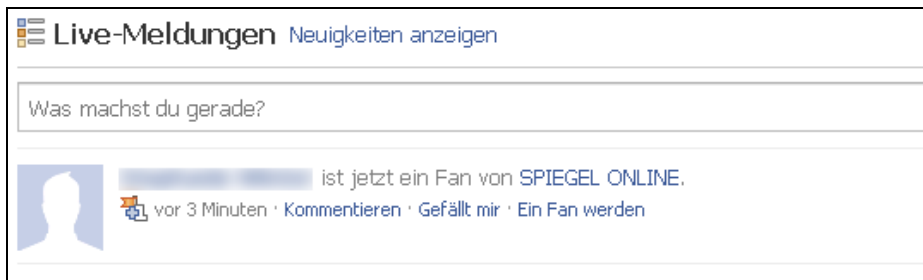 Live-Meldungen Neuigkeiten anzeigen
Was machst du gerade?
ist jetzt ein Fan von SPIEGEL ONLINE.
vor 3 Minuten · Kommentieren · Gefällt mir · Ein Fan werden